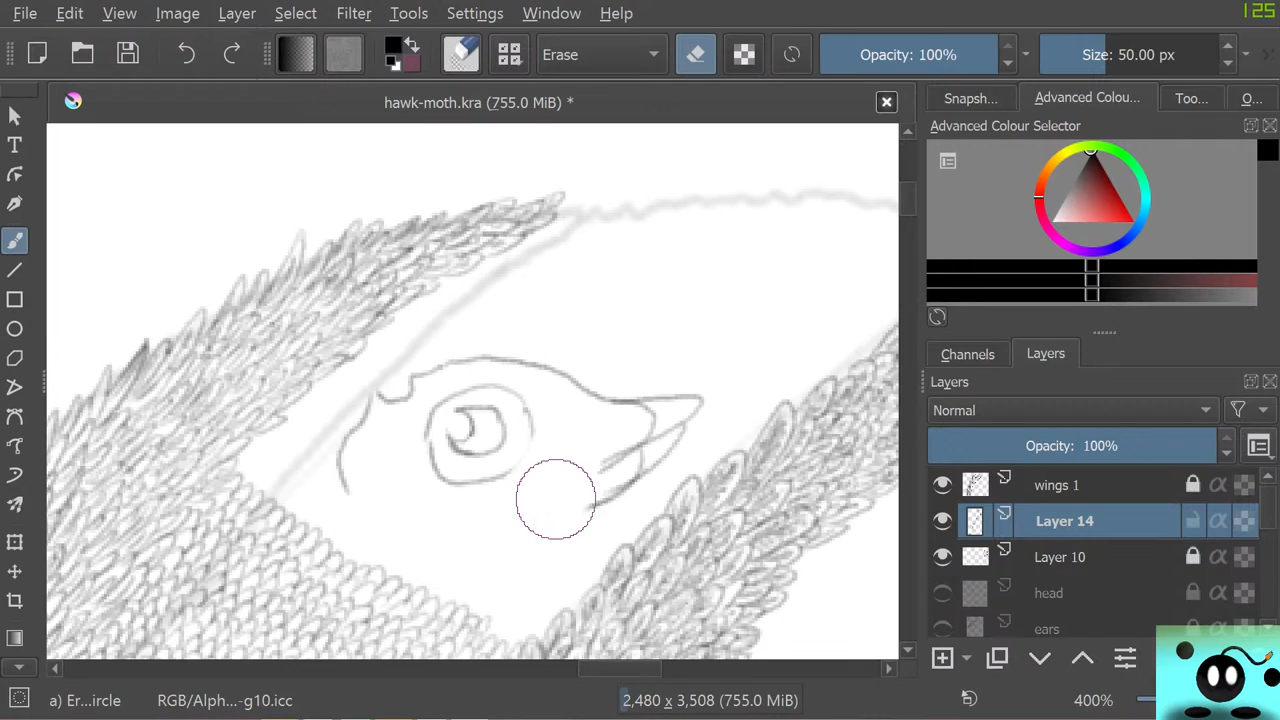 125
File Edit View Image Layer Select Filter Tools Settings Window Help
Erase Opacity: 100% Size: 50.00 px
hawk-moth.kra (755.0 MiB) *
Snapsh... Advanced Colou... Too... O...
Advanced Colour Selector
Channels Layers
Layers
Normal
Opacity: 100%
wings 1
Layer 14
Layer 10
head
ears
a) Er...ircle RGB/Alph...-g10.icc 2,480 x 3,508 (755.0 MiB) 400%